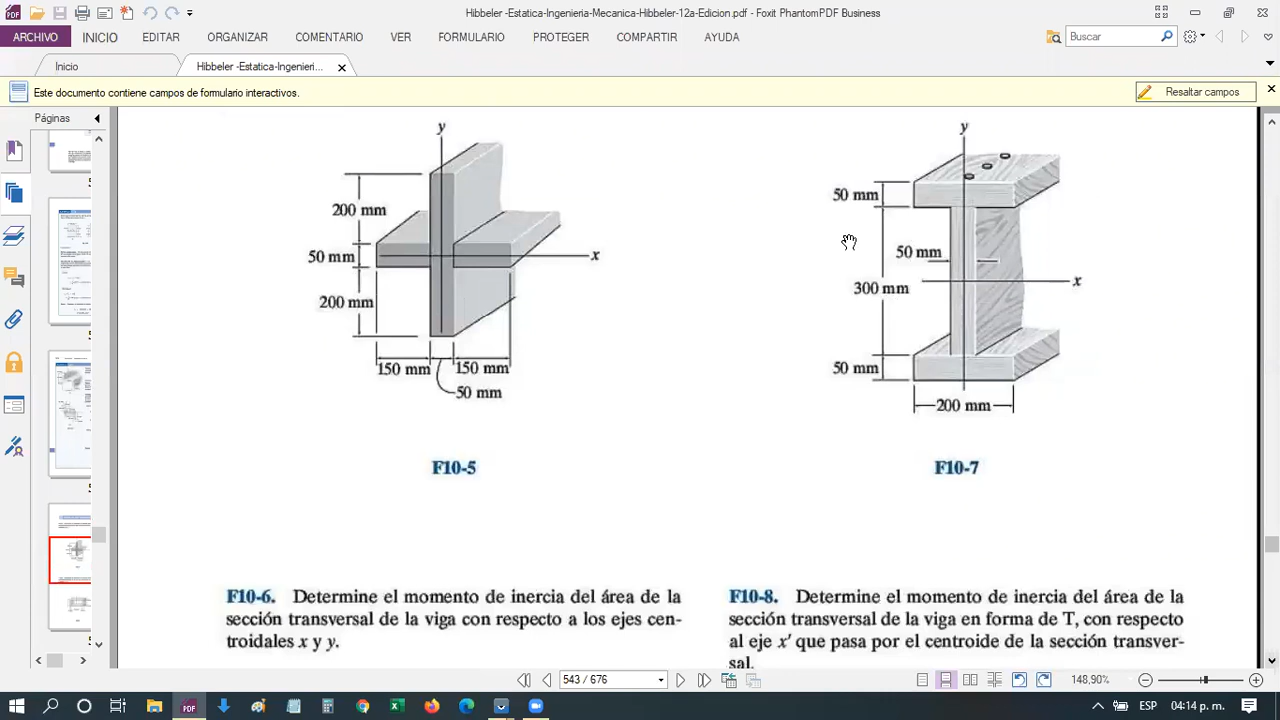 Hibbeler -Estatica-Ingenieria-Mecanica-Hibbeler-12a-Edicion.pdf - Foxit PhantomPDF Business
ARCHIVO INICIO EDITAR ORGANIZAR COMENTARIO VER FORMULARIO PROTEGER COMPARTIR AYUDA
Buscar
Inicio
Hibbeler -Estatica-Ingenieri...
Este documento contiene campos de formulario interactivos.
Resaltar campos
Páginas
y
200 mm
50 mm
x
200 mm
150 mm
150 mm
50 mm
F10-5
y
50 mm
50 mm
300 mm
x
50 mm
200 mm
F10-7
F10-6. Determine el momento de inercia del área de la
sección transversal de la viga con respecto a los ejes cen-
troidales x y y.
F10-8. Determine el momento de inercia del área de la
sección transversal de la viga en forma de T, con respecto
al eje x' que pasa por el centroide de la sección transver-
sal.
543 / 676
148,90%
ESP
04:14 p. m.